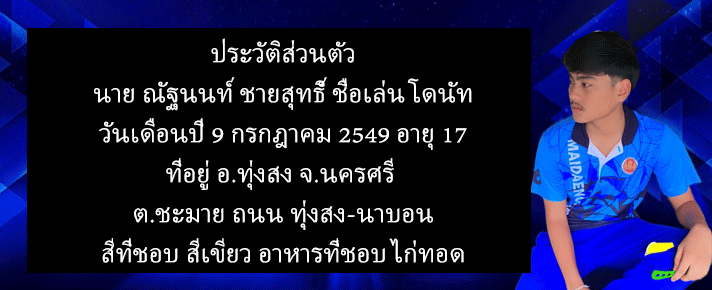 ประวัติส่วนตัว
นาย ณัฐนนท์ ชายสุทธิ์ ชื่อเล่น โดนัท
วันเดือนปี 9 กรกฎาคม 2549 อายุ 17
ที่อยู่ อ.ทุ่งสง จ.นครศรี
ต.ชะมาย ถนน ทุ่งสง-นาบอน
สีที่ชอบ สีเขียว อาหารที่ชอบ ไก่ทอด